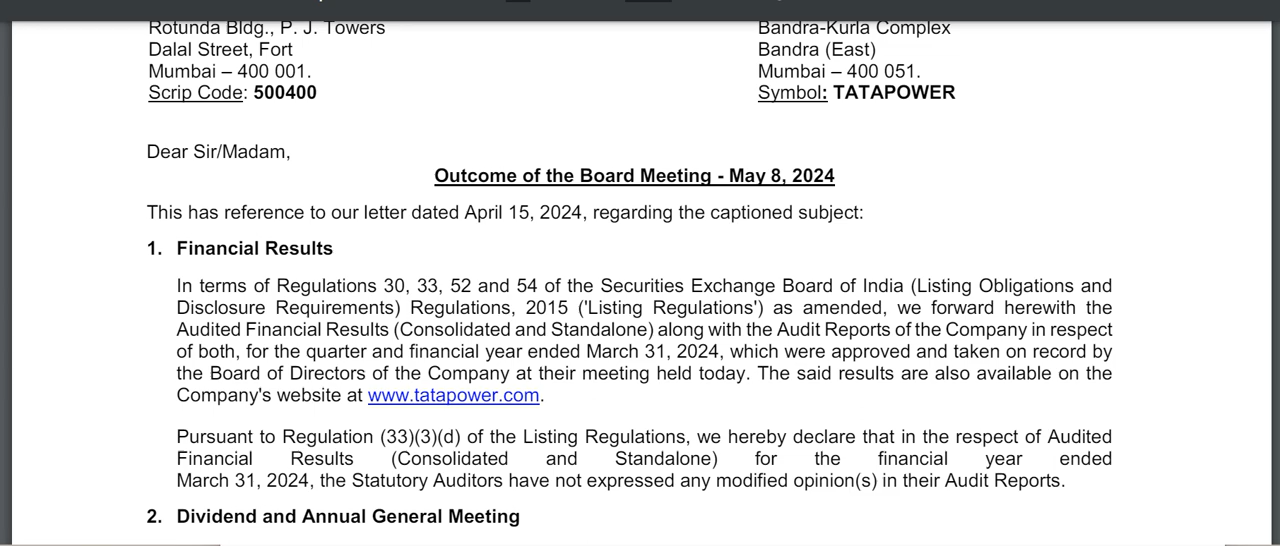 Rotunda Bldg., P. J. Towers
Dalal Street, Fort
Mumbai – 400 001.
Scrip Code: 500400
Bandra-Kurla Complex
Bandra (East)
Mumbai – 400 051.
Symbol: TATAPOWER
Dear Sir/Madam,
Outcome of the Board Meeting - May 8, 2024
This has reference to our letter dated April 15, 2024, regarding the captioned subject:
1. Financial Results
In terms of Regulations 30, 33, 52 and 54 of the Securities Exchange Board of India (Listing Obligations and
Disclosure Requirements) Regulations, 2015 ('Listing Regulations') as amended, we forward herewith the
Audited Financial Results (Consolidated and Standalone) along with the Audit Reports of the Company in respect
of both, for the quarter and financial year ended March 31, 2024, which were approved and taken on record by
the Board of Directors of the Company at their meeting held today. The said results are also available on the
Company's website at www.tatapower.com.
Pursuant to Regulation (33)(3)(d) of the Listing Regulations, we hereby declare that in the respect of Audited
Financial Results (Consolidated and Standalone) for the financial year ended
March 31, 2024, the Statutory Auditors have not expressed any modified opinion(s) in their Audit Reports.
2. Dividend and Annual General Meeting